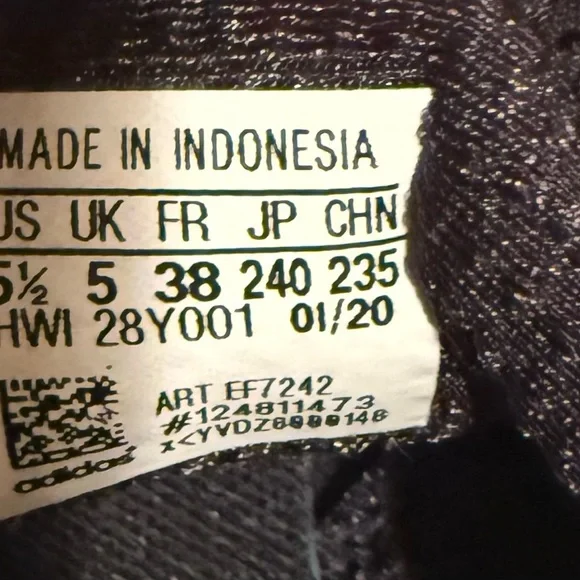 MADE IN INDONESIA
US UK FR JP CHN
5½ 5 38 240 235
HWI 28Y001 01/20
ART EF7242
#124811473
adidas